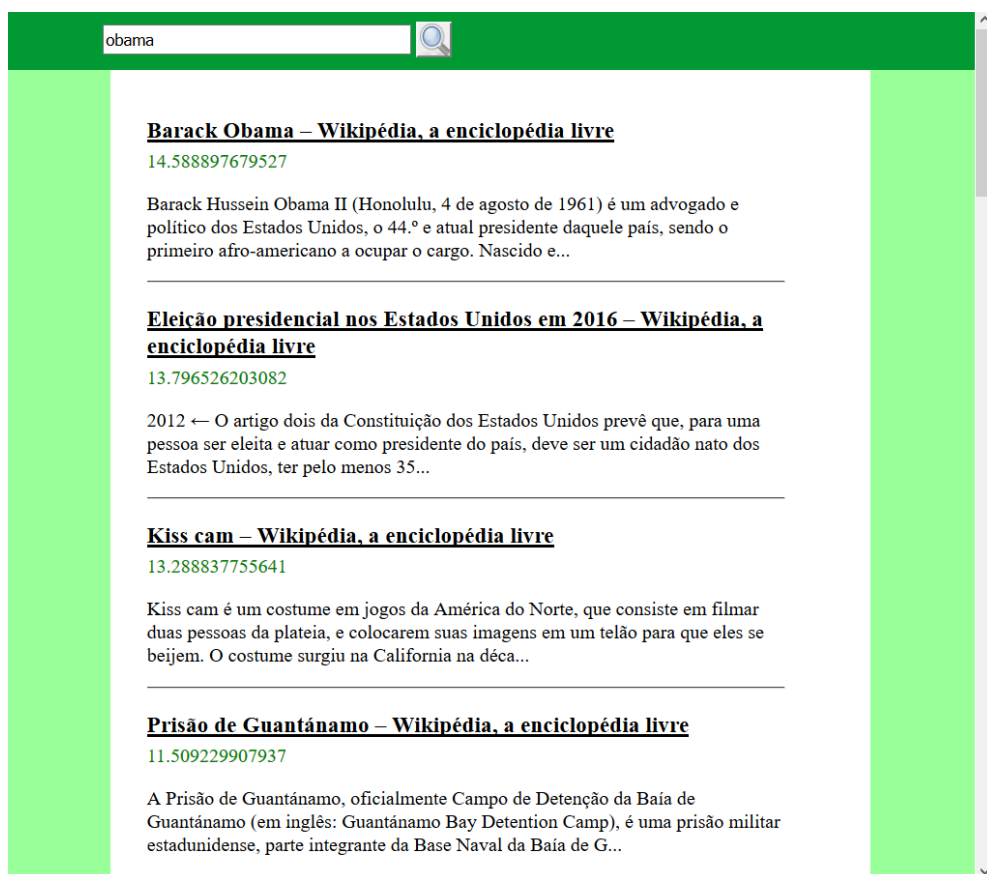 obama
Barack Obama – Wikipédia, a enciclopédia livre
14.588897679527
Barack Hussein Obama II (Honolulu, 4 de agosto de 1961) é um advogado e
político dos Estados Unidos, o 44.º e atual presidente daquele país, sendo o
primeiro afro-americano a ocupar o cargo. Nascido e...
Eleição presidencial nos Estados Unidos em 2016 – Wikipédia, a
enciclopédia livre
13.796526203082
2012 ← O artigo dois da Constituição dos Estados Unidos prevê que, para uma
pessoa ser eleita e atuar como presidente do país, deve ser um cidadão nato dos
Estados Unidos, ter pelo menos 35...
Kiss cam – Wikipédia, a enciclopédia livre
13.288837755641
Kiss cam é um costume em jogos da América do Norte, que consiste em filmar
duas pessoas da plateia, e colocarem suas imagens em um telão para que eles se
beijem. O costume surgiu na California na déca...
Prisão de Guantánamo – Wikipédia, a enciclopédia livre
11.509229907937
A Prisão de Guantánamo, oficialmente Campo de Detenção da Baía de
Guantánamo (em inglês: Guantánamo Bay Detention Camp), é uma prisão militar
estadunidense, parte integrante da Base Naval da Baía de G...